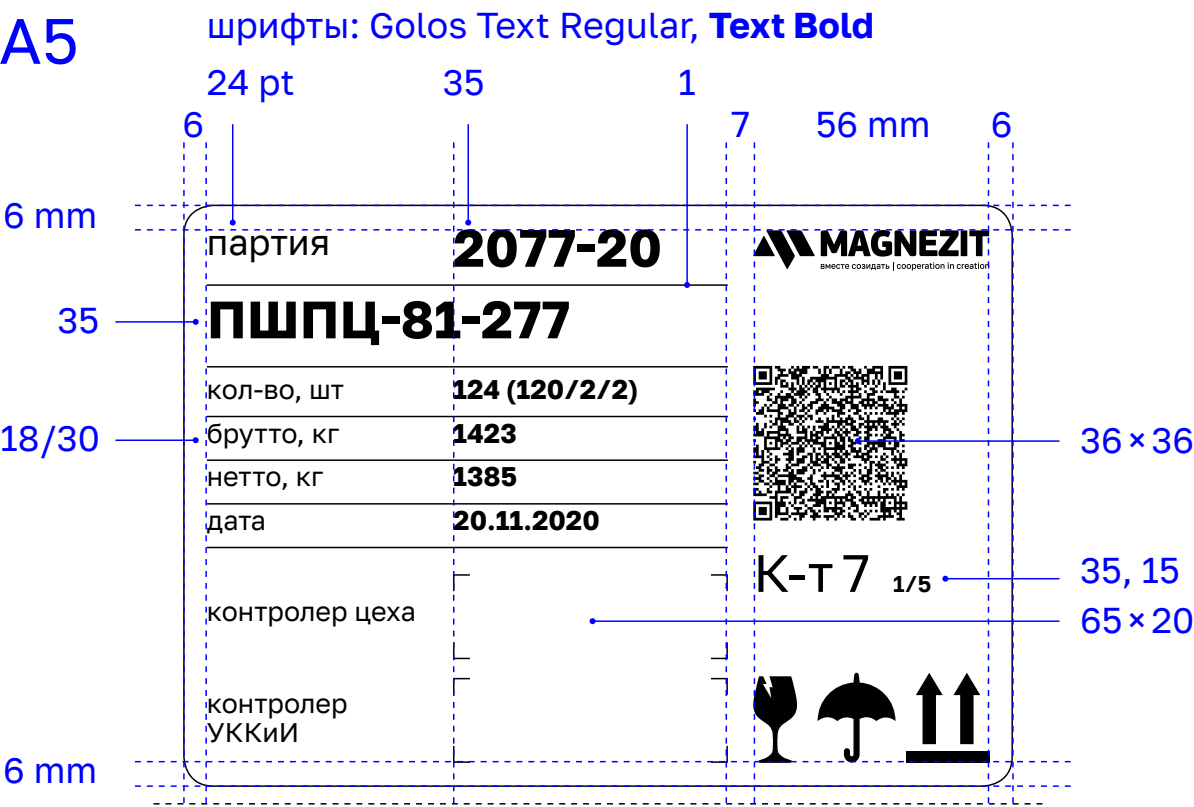 А5
шрифты: Golos Text Regular, Text Bold
24 pt 35 1
6 7 56 mm 6
6 mm
партия 2077-20
MAGNEZIT
вместе созидать | cooperation in creation
35
ПШПЦ-81-277
кол-во, шт 124 (120/2/2)
18/30
брутто, кг 1423
36×36
нетто, кг 1385
дата 20.11.2020
К-т 7 1/5
35, 15
контролер цеха
65×20
контролер
УККиИ
6 mm